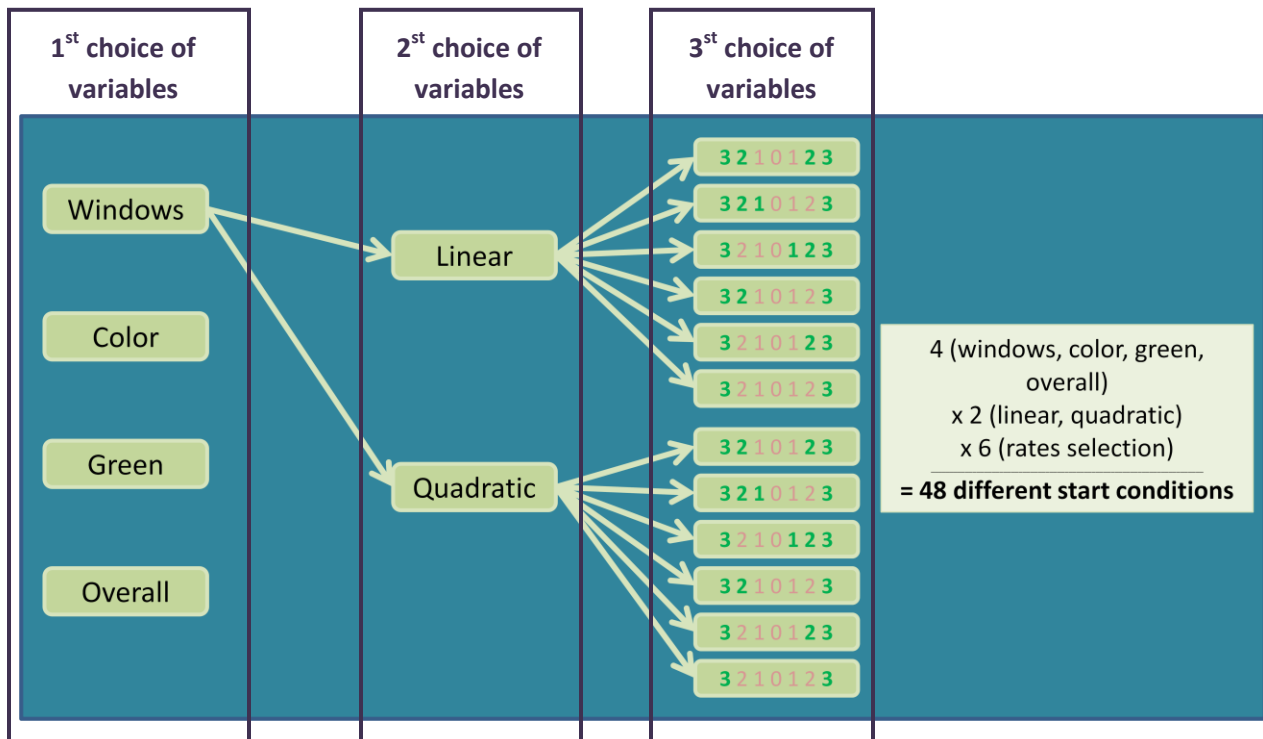 1st choice of
variables
2st choice of
variables
3st choice of
variables
Windows
Color
Green
Overall
Linear
Quadratic
3 2 1 0 1 2 3
3 2 1 0 1 2 3
3 2 1 0 1 2 3
3 2 1 0 1 2 3
3 2 1 0 1 2 3
3 2 1 0 1 2 3
3 2 1 0 1 2 3
3 2 1 0 1 2 3
3 2 1 0 1 2 3
3 2 1 0 1 2 3
3 2 1 0 1 2 3
3 2 1 0 1 2 3
4 (windows, color, green,
overall)
x 2 (linear, quadratic)
x 6 (rates selection)
= 48 different start conditions